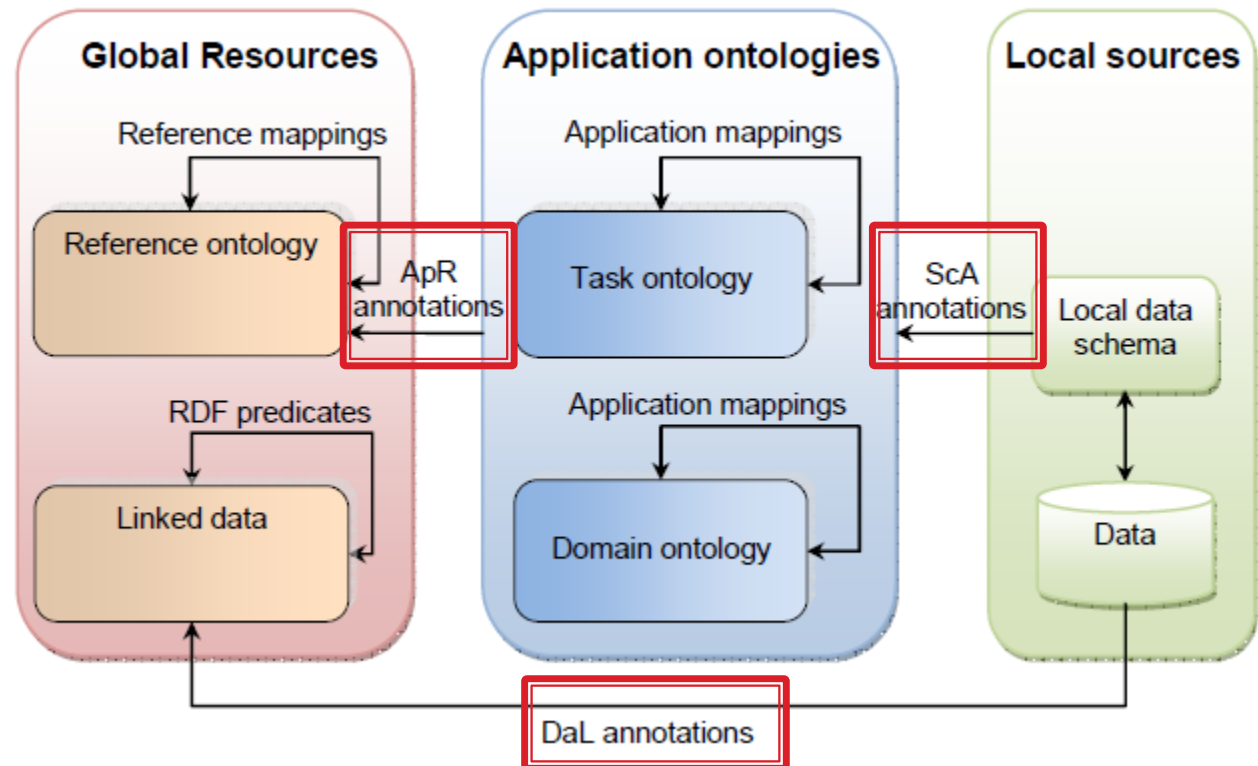 Global Resources
Application ontologies
Local sources
Reference mappings
Application mappings
Reference ontology
ApR
annotations
Task ontology
ScA
annotations
Local data
schema
RDF predicates
Application mappings
Linked data
Domain ontology
Data
DaL annotations